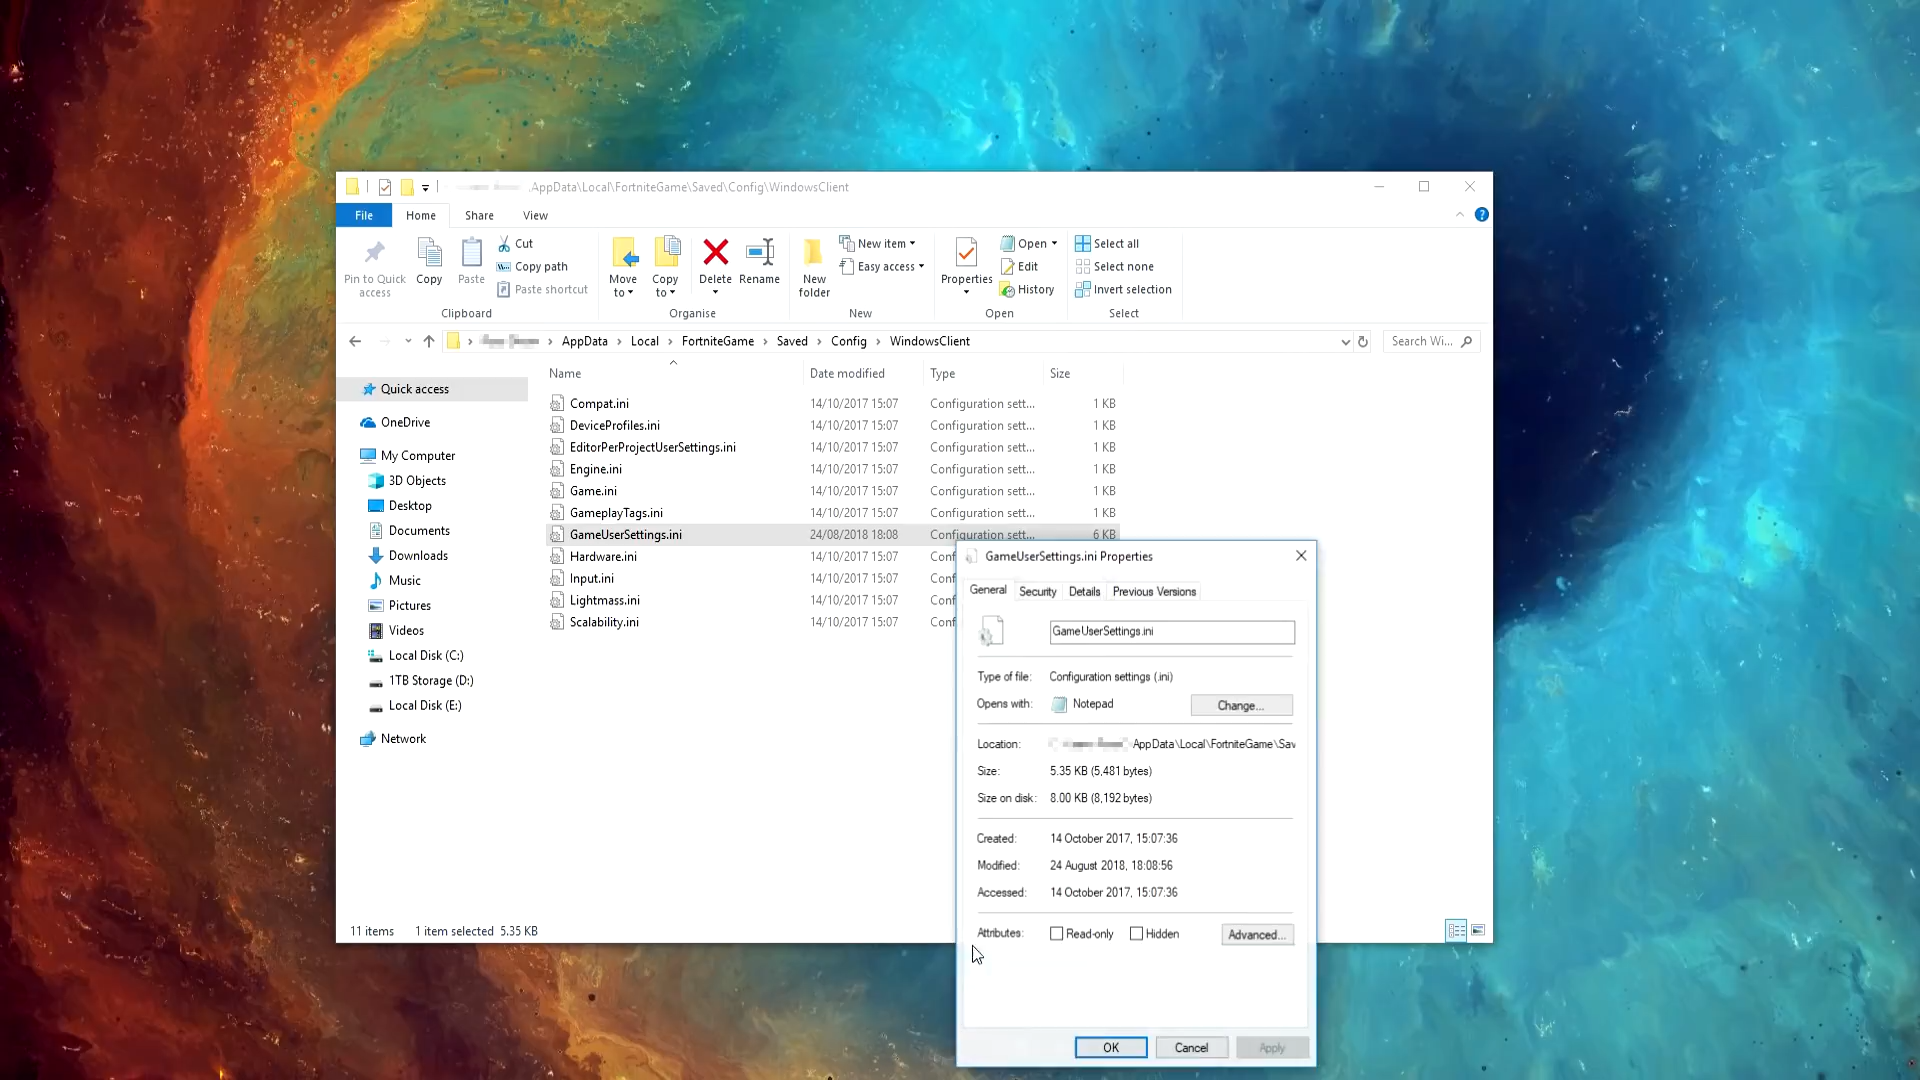 .AppData\Local\FortniteGame\Saved\Config\WindowsClient
File Home Share View
Pin to Quick access
Copy
Paste
Cut
Copy path
Paste shortcut
Clipboard
Move to
Copy to
Delete
Rename
Organise
New folder
New item
Easy access
New
Properties
Open
Edit
History
Open
Select all
Select none
Invert selection
Select
AppData > Local > FortniteGame > Saved > Config > WindowsClient
Search Wi...
Quick access
OneDrive
My Computer
3D Objects
Desktop
Documents
Downloads
Music
Pictures
Videos
Local Disk (C:)
1TB Storage (D:)
Local Disk (E:)
Network
Name Date modified Type Size
Compat.ini 14/10/2017 15:07 Configuration sett... 1 KB
DeviceProfiles.ini 14/10/2017 15:07 Configuration sett... 1 KB
EditorPerProjectUserSettings.ini 14/10/2017 15:07 Configuration sett... 1 KB
Engine.ini 14/10/2017 15:07 Configuration sett... 1 KB
Game.ini 14/10/2017 15:07 Configuration sett... 1 KB
GameplayTags.ini 14/10/2017 15:07 Configuration sett... 1 KB
GameUserSettings.ini 24/08/2018 18:08 Configuration sett... 6 KB
Hardware.ini 14/10/2017 15:07 Conf
Input.ini 14/10/2017 15:07 Conf
Lightmass.ini 14/10/2017 15:07 Conf
Scalability.ini 14/10/2017 15:07 Conf
11 items 1 item selected 5.35 KB
GameUserSettings.ini Properties
General Security Details Previous Versions
GameUserSettings.ini
Type of file: Configuration settings (.ini)
Opens with: Notepad Change...
Location: AppData\Local\FortniteGame\Sav
Size: 5.35 KB (5,481 bytes)
Size on disk: 8.00 KB (8,192 bytes)
Created: 14 October 2017, 15:07:36
Modified: 24 August 2018, 18:08:56
Accessed: 14 October 2017, 15:07:36
Attributes: Read-only Hidden Advanced...
OK Cancel Apply